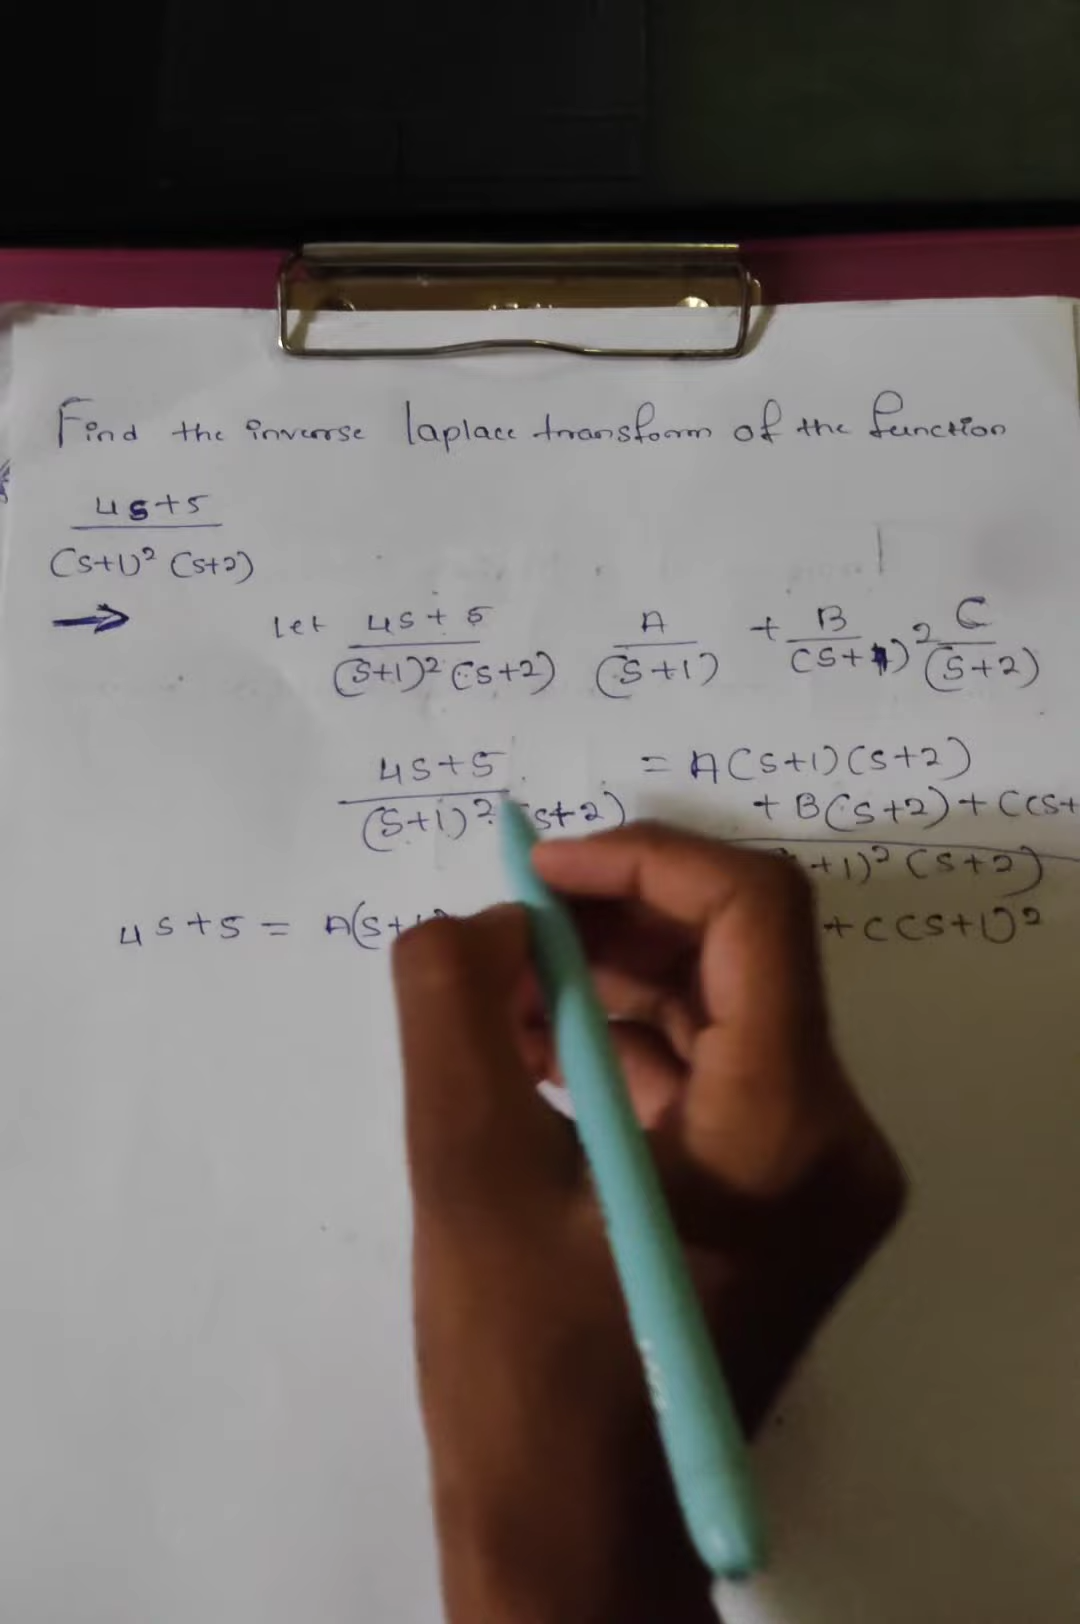 Find the inverse laplace transform of the function
4s+5
(s+1)² (s+2)
→ Let 4s+5 A + B C
(s+1)² (s+2) (s+1) (s+1)² (s+2)
4s+5 = A(s+1)(s+2)
(s+1)² (s+2) + B(s+2) + C(s+
+1)² (s+2)
4s+5 = A(s+ + C(s+1)²